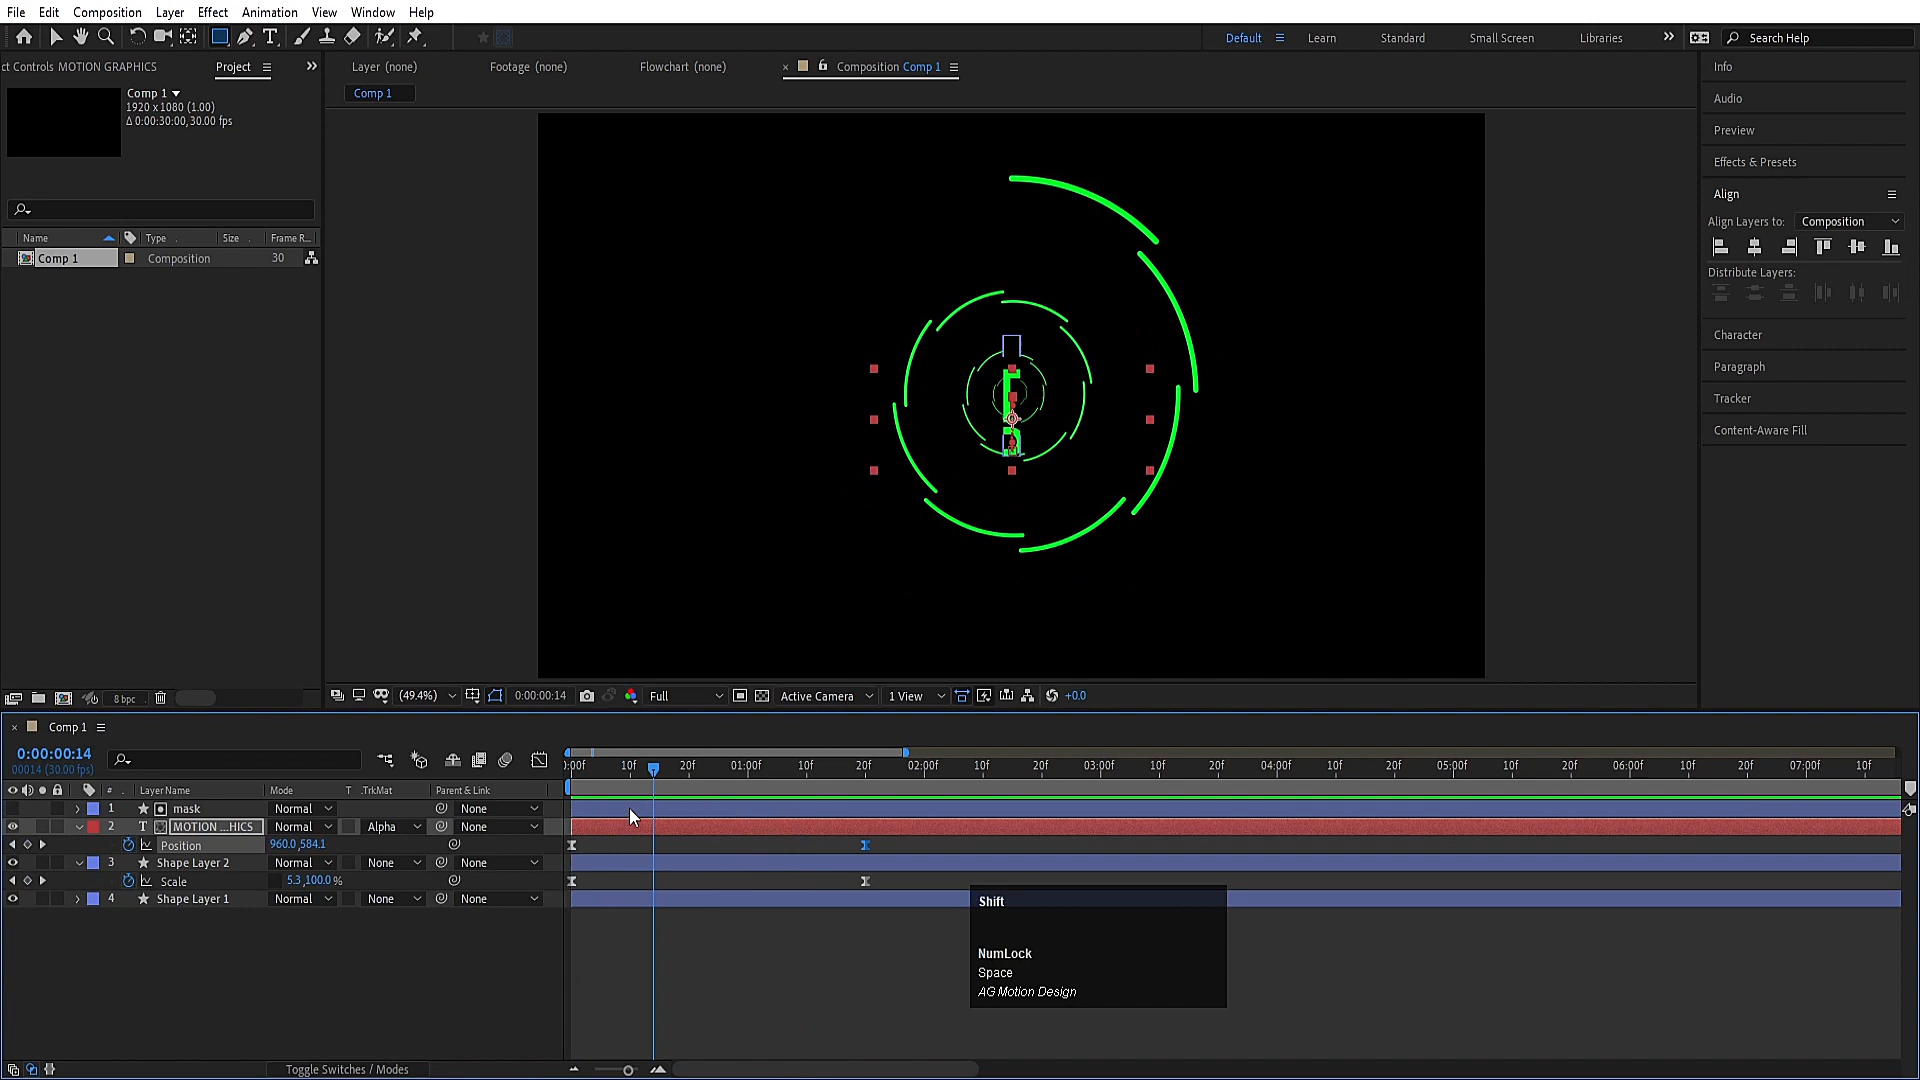 File Edit Composition Layer Effect Animation View Window Help
Default Learn Standard Small Screen Libraries Search Help
ct Controls MOTION GRAPHICS Project
Layer (none) Footage (none) Flowchart (none) Composition Comp 1
Comp 1
Comp 1
1920 x 1080 (1.00)
Δ 0:00:30:00, 30.00 fps
Name Type Size Frame R...
Comp 1 Composition 30
8 bpc
Info
Audio
Preview
Effects & Presets
Align
Align Layers to: Composition
Distribute Layers:
Character
Paragraph
Tracker
Content-Aware Fill
(49.4%) 0:00:00:14 Full Active Camera 1 View +0.0
Comp 1
0:00:00:14
00014 (30.00 fps)
:00f 10f 20f 01:00f 10f 20f 02:00f 10f 20f 03:00f 10f 20f 04:00f 10f 20f 05:00f 10f 20f 06:00f 10f 20f 07:00f 10f
# Layer Name Mode T .TrkMat Parent & Link
1 mask Normal None
2 T MOTION ...HICS Normal Alpha None
Position 960.0,584.1
3 Shape Layer 2 Normal None None
Scale 5.3,100.0 %
4 Shape Layer 1 Normal None None
Shift
NumLock
Space
AG Motion Design
Toggle Switches / Modes